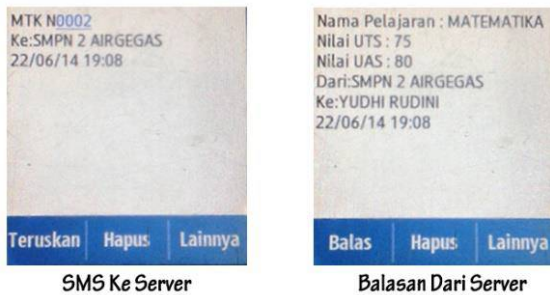 MTK N0002
Ke:SMPN 2 AIRGEGAS
22/06/14 19:08
Teruskan Hapus Lainnya
SMS Ke Server
Nama Pelajaran : MATEMATIKA
Nilai UTS : 75
Nilai UAS : 80
Dari:SMPN 2 AIRGEGAS
Ke:YUDHI RUDINI
22/06/14 19:08
Balas Hapus Lainnya
Balasan Dari Server